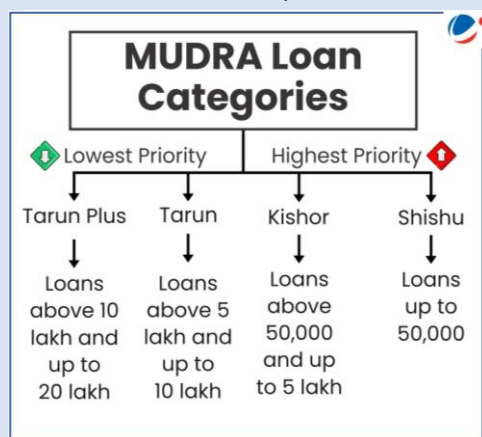 MUDRA Loan
Categories
Lowest Priority
Highest Priority
Tarun Plus
Loans
above 10
lakh and
up to
20 lakh
Tarun
Loans
above 5
lakh and
up to
10 lakh
Kishor
Loans
above
50,000
and up
to 5 lakh
Shishu
Loans
up to
50,000